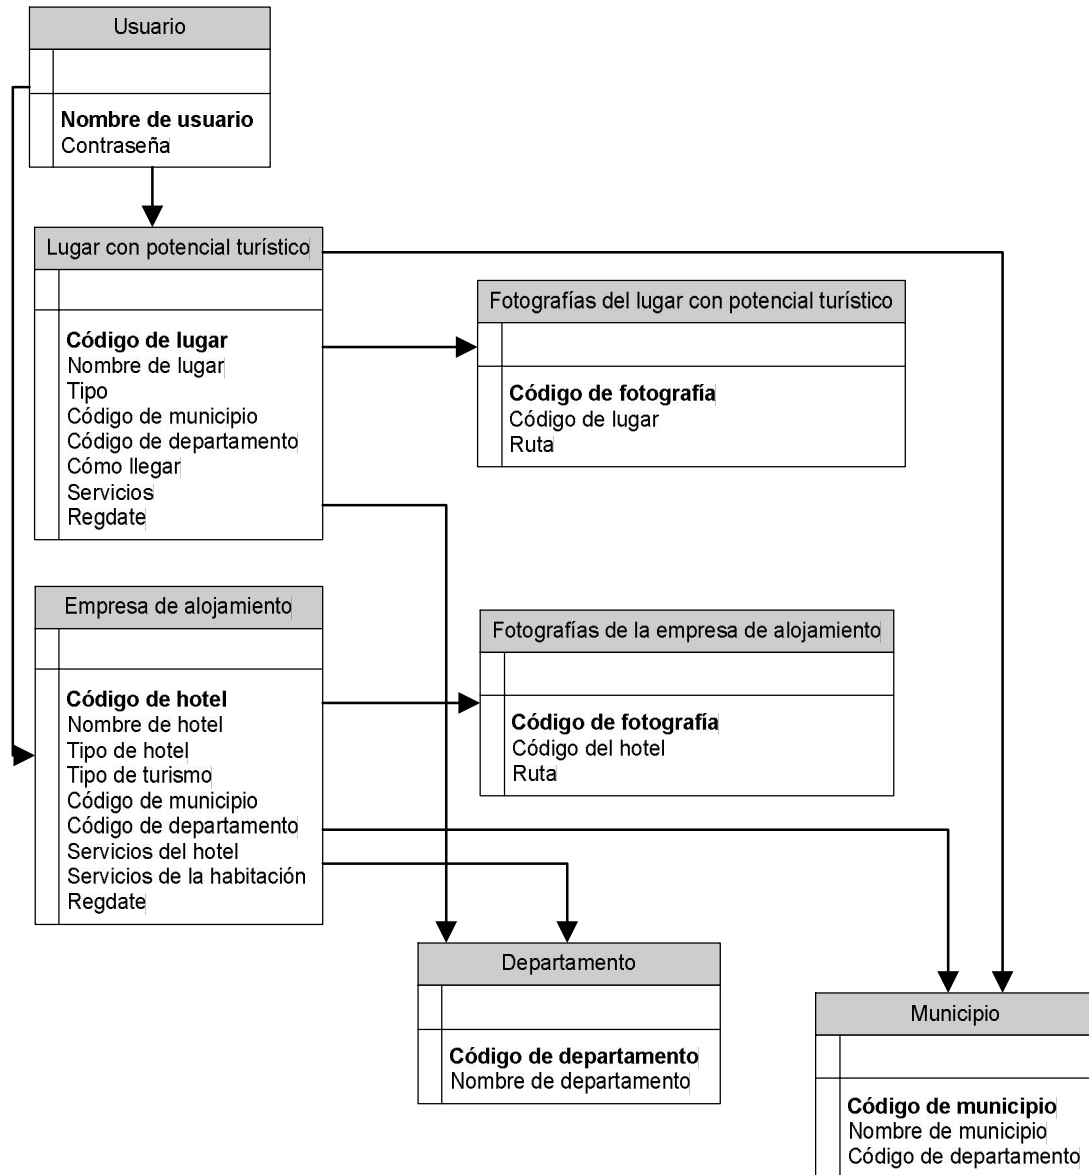 Usuario
Nombre de usuario
Contraseña
Lugar con potencial turístico
Código de lugar
Nombre de lugar
Tipo
Código de municipio
Código de departamento
Cómo llegar
Servicios
Regdate
Fotografías del lugar con potencial turístico
Código de fotografía
Código de lugar
Ruta
Empresa de alojamiento
Código de hotel
Nombre de hotel
Tipo de hotel
Tipo de turismo
Código de municipio
Código de departamento
Servicios del hotel
Servicios de la habitación
Regdate
Fotografías de la empresa de alojamiento
Código de fotografía
Código del hotel
Ruta
Departamento
Código de departamento
Nombre de departamento
Municipio
Código de municipio
Nombre de municipio
Código de departamento